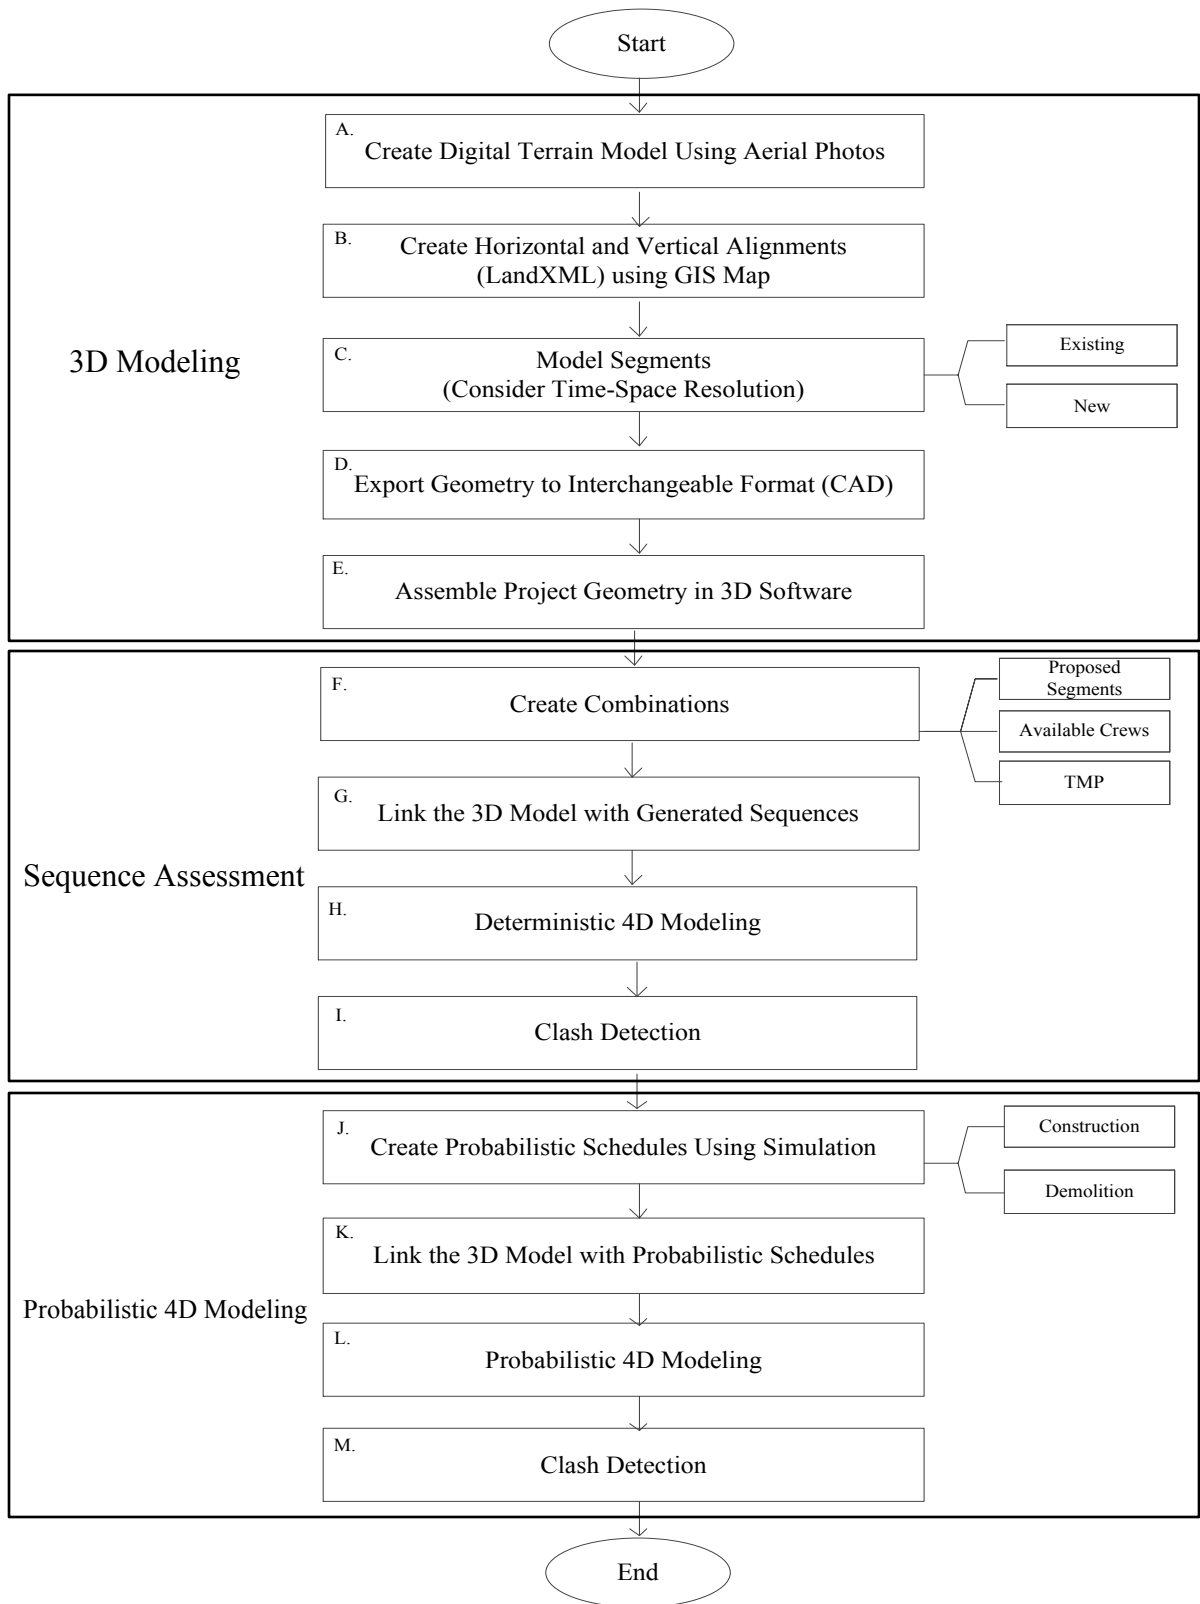 Start
3D Modeling
A.
Create Digital Terrain Model Using Aerial Photos
B.
Create Horizontal and Vertical Alignments
(LandXML) using GIS Map
C.
Model Segments
(Consider Time-Space Resolution)
Existing
New
D.
Export Geometry to Interchangeable Format (CAD)
E.
Assemble Project Geometry in 3D Software
Sequence Assessment
F.
Create Combinations
Proposed
Segments
Available Crews
TMP
G.
Link the 3D Model with Generated Sequences
H.
Deterministic 4D Modeling
I.
Clash Detection
Probabilistic 4D Modeling
J.
Create Probabilistic Schedules Using Simulation
Construction
Demolition
K.
Link the 3D Model with Probabilistic Schedules
L.
Probabilistic 4D Modeling
M.
Clash Detection
End